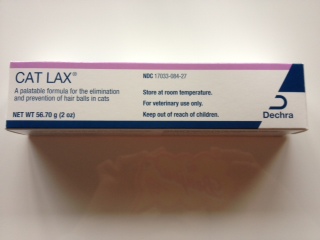 CAT LAX®
A palatable formula for the elimination
and prevention of hair balls in cats
NET WT 56.70 g (2 oz)
NDC 17033-084-27
Store at room temperature.
For veterinary use only.
Keep out of reach of children.
Dechra